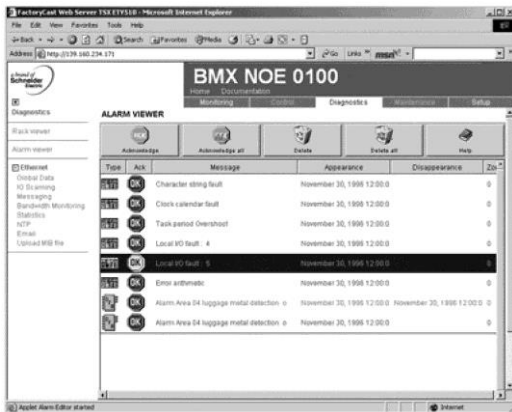 FactoryCast Web Server TSX ETY510 - Microsoft Internet Explorer
File Edit View Favorites Tools Help
Back Search Favorites Media
Address http://139.160.234.171 Go Links msn
a brand of
Schneider
Electric
BMX NOE 0100
Home Documentation
Monitoring Control Diagnostics Maintenance Setup
Diagnostics
Rack viewer
Alarm viewer
Ethernet
Global Data
IO Scanning
Messaging
Bandwidth Monitoring
Statistics
NTP
Email
Upload MIB file
ALARM VIEWER
Acknowledge Acknowledge all Delete Delete all Help
Type Ack Message Appearance Disappearance
OK Character string fault November 30, 1998 12:00:0 0
OK Clock calendar fault November 30, 1998 12:00:0 0
OK Task period Overshoot November 30, 1998 12:00:0 0
OK Local I/O fault : 4 November 30, 1998 12:00:0 0
OK Local I/O fault : 5 November 30, 1998 12:00:0 0
OK Error arithmetic November 30, 1998 12:00:0 0
OK Alarm Area 04 luggage metal detection o November 30, 1998 12:00:0 November 30, 1998 12:00:0 0
OK Alarm Area 04 luggage metal detection o November 30, 1998 12:00:0 0
Applet Alarm Editor started Internet